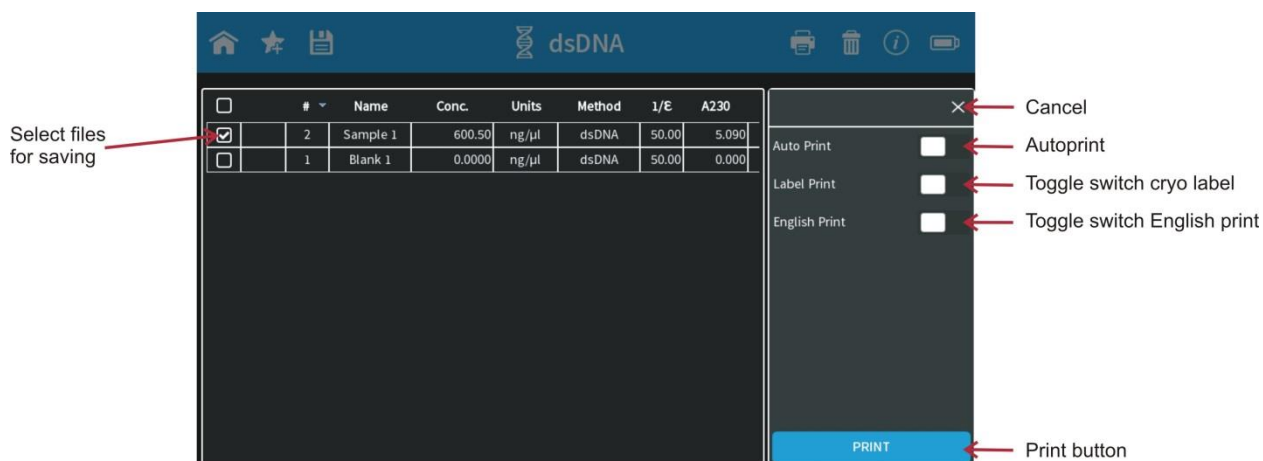 dsDNA
# Name Conc. Units Method 1/ε A230
2 Sample 1 600.50 ng/µl dsDNA 50.00 5.090
1 Blank 1 0.0000 ng/µl dsDNA 50.00 0.000
Select files
for saving
Auto Print
Label Print
English Print
PRINT
Cancel
Autoprint
Toggle switch cryo label
Toggle switch English print
Print button